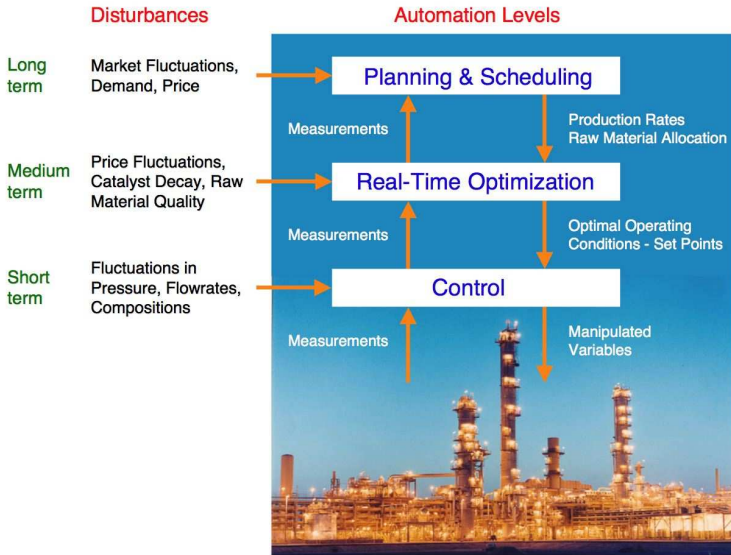 Disturbances
Automation Levels
Long
term
Market Fluctuations,
Demand, Price
Planning & Scheduling
Measurements
Production Rates
Raw Material Allocation
Medium
term
Price Fluctuations,
Catalyst Decay, Raw
Material Quality
Real-Time Optimization
Measurements
Optimal Operating
Conditions - Set Points
Short
term
Fluctuations in
Pressure, Flowrates,
Compositions
Control
Measurements
Manipulated
Variables